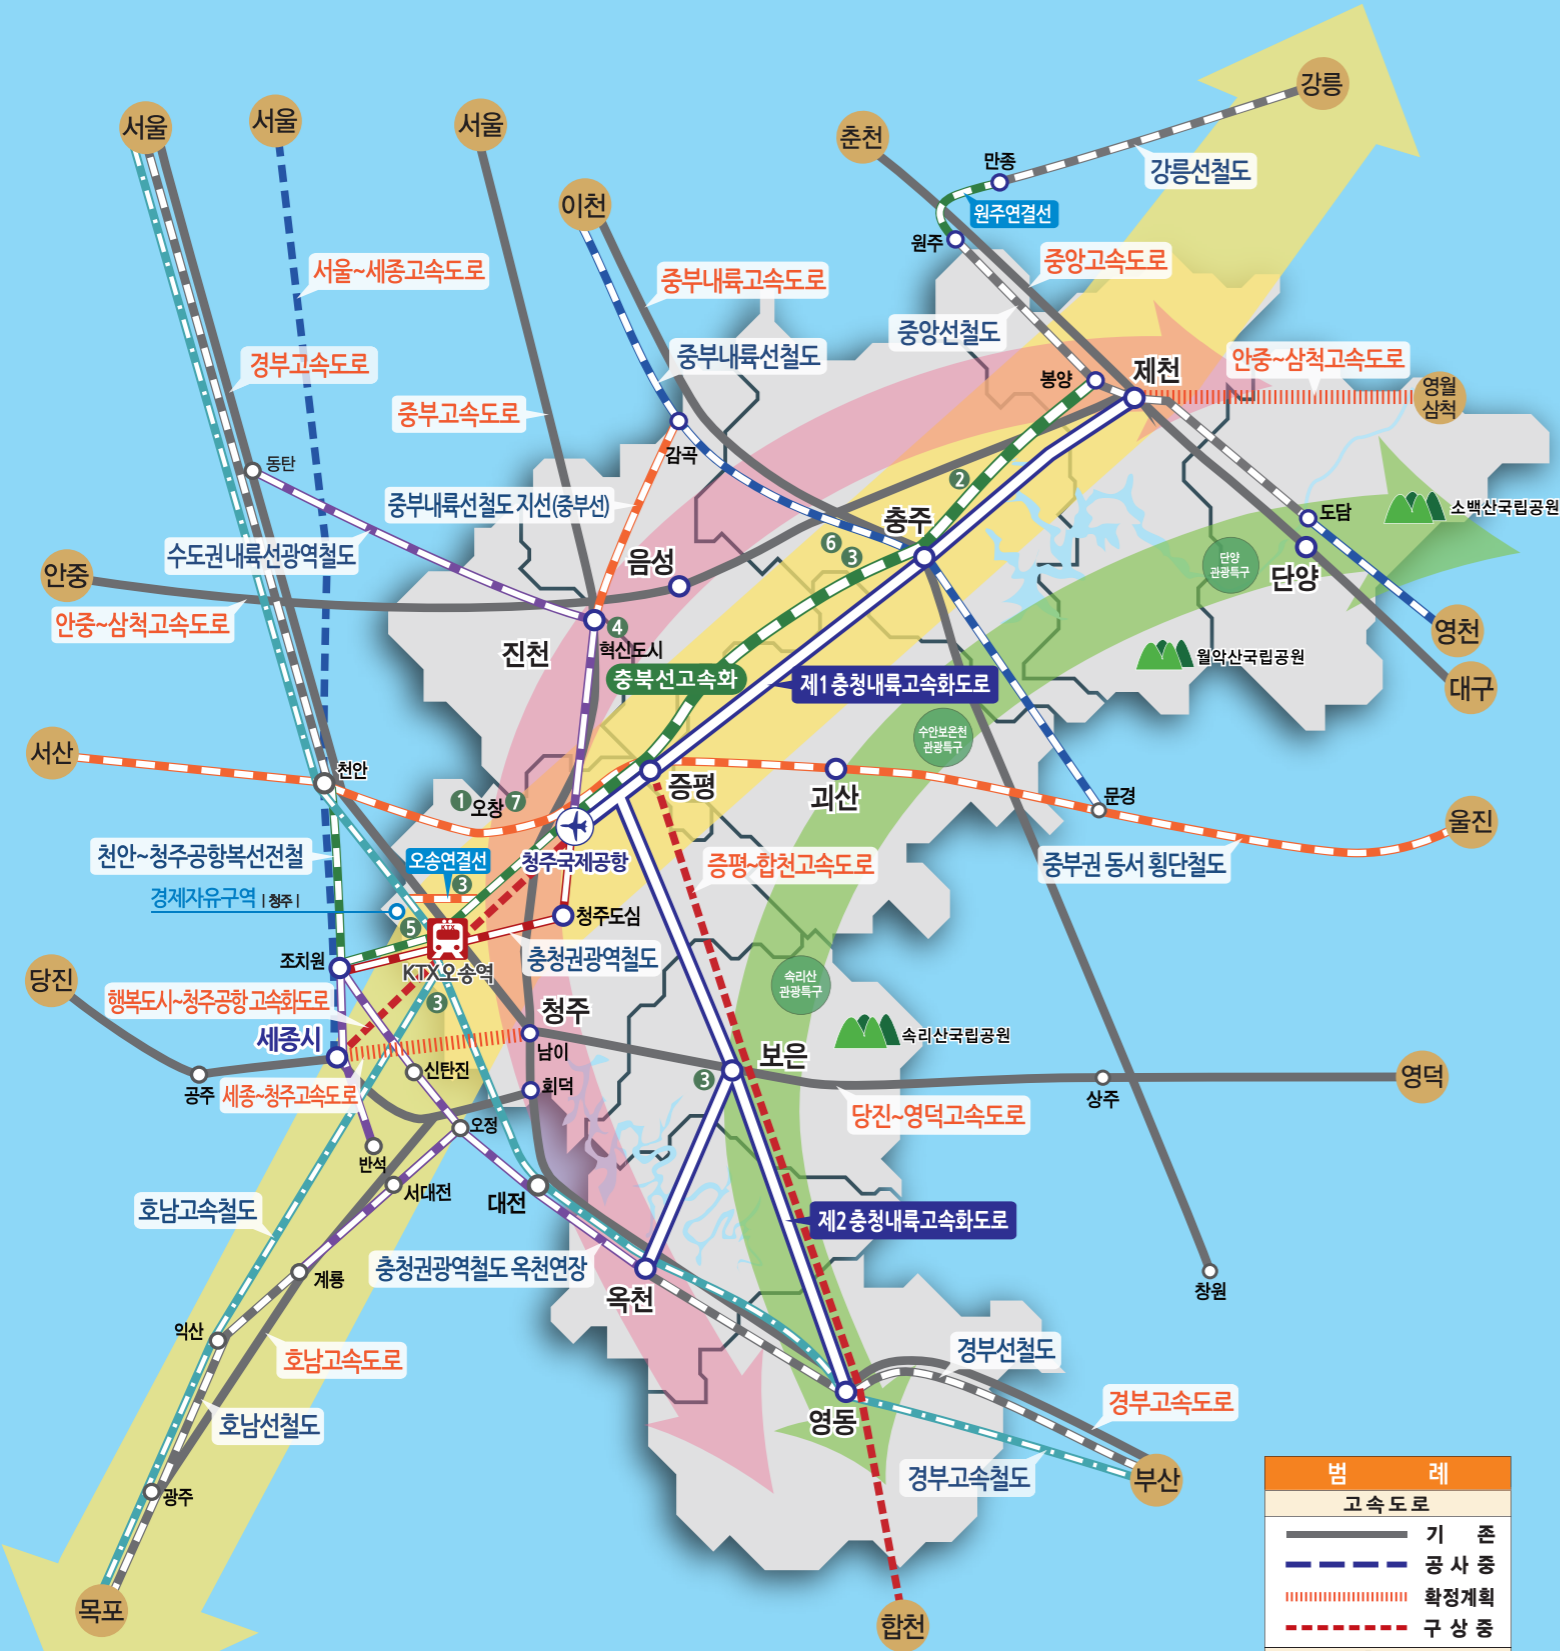 서울
서울
서울
강릉
춘천
만종
강릉선철도
이천
원주연결선
원주
중앙고속도로
서울~세종고속도로
중부내륙고속도로
중앙선철도
중부내륙선철도
경부고속도로
봉양
제천
안중~삼척고속도로
영월
삼척
중부고속도로
감곡
동탄
중부내륙선철도 지선(중부선)
2
소백산국립공원
도담
충주
수도권 내륙선광역철도
6
3
음성
단양
관광특구
단양
안중
안중~삼척고속도로
4
영천
진천
혁신도시
월악산국립공원
충북선고속화
제1 충청내륙고속화도로
대구
서산
수안보온천
관광특구
천안
증평
괴산
1
오창
7
문경
울진
천안~청주공항복선전철
오송연결선
청주국제공항
증평~합천고속도로
중부권 동서 횡단철도
3
경제자유구역 | 청주 |
청주도심
5
KTX
조치원
KTX오송역
충청권광역철도
속리산
관광특구
당진
행복도시~청주공항 고속화도로
3
청주
세종시
남이
속리산국립공원
보은
신탄진
3
공주
세종~청주고속도로
회덕
상주
영덕
당진~영덕고속도로
오정
반석
서대전
대전
호남고속철도
제2 충청내륙고속화도로
충청권광역철도 옥천연장
계룡
옥천
창원
익산
호남고속도로
경부선철도
호남선철도
영동
경부고속도로
경부고속철도
부산
광주
목포
합천
범 례
고속도로
기 존
공 사 중
확정계획
구 상 중